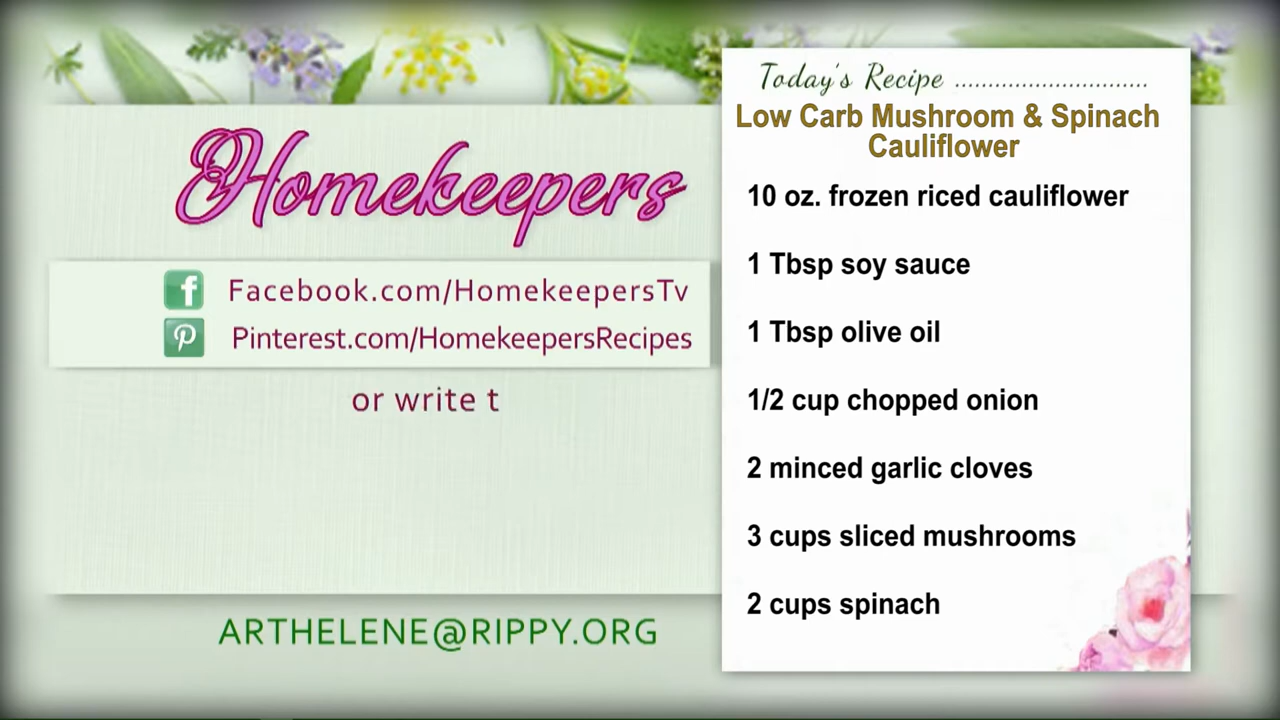 Homekeepers
Facebook.com/HomekeepersTv
Pinterest.com/HomekeepersRecipes
or write t
ARTHELENE@RIPPY.ORG
Today's Recipe ..............................
Low Carb Mushroom & Spinach
Cauliflower
10 oz. frozen riced cauliflower
1 Tbsp soy sauce
1 Tbsp olive oil
1/2 cup chopped onion
2 minced garlic cloves
3 cups sliced mushrooms
2 cups spinach